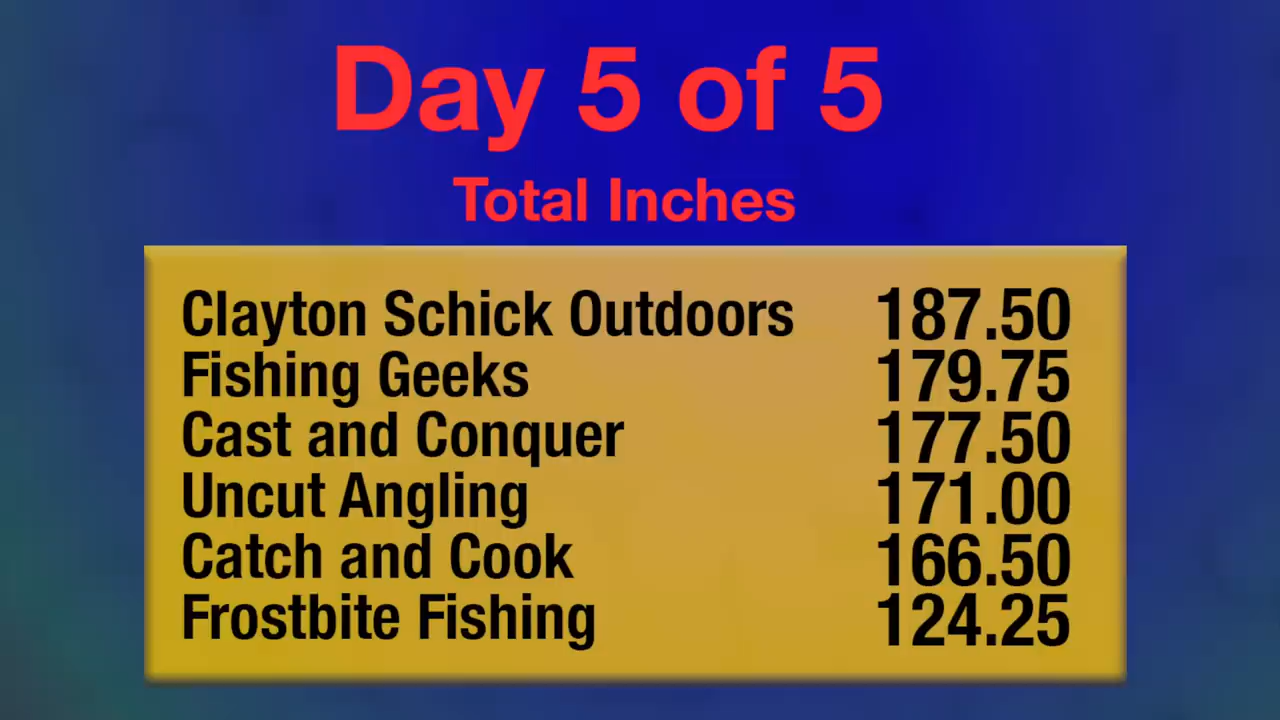 Day 5 of 5
Total Inches
Clayton Schick Outdoors 187.50
Fishing Geeks 179.75
Cast and Conquer 177.50
Uncut Angling 171.00
Catch and Cook 166.50
Frostbite Fishing 124.25